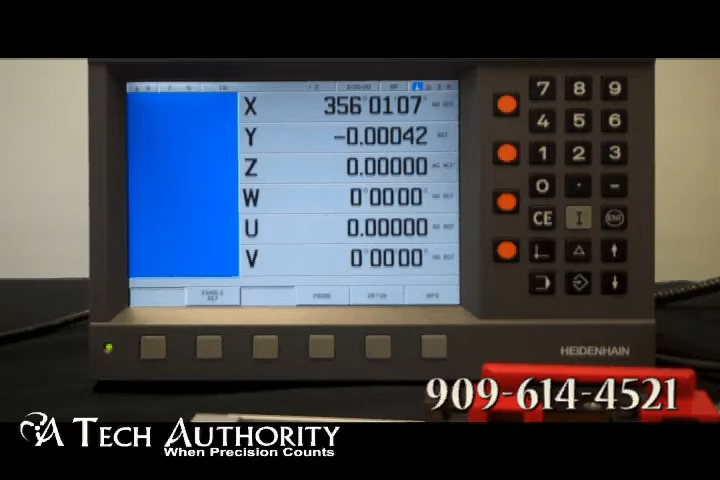 X 356°01'07"
Y -0.00042
Z 0.00000
W 0°00'00"
U 0.00000
V 0°00'00"
7 8 9
4 5 6
1 2 3
0 . -
CE I ENT
ENABLE REF PROBE SETUP INFO
HEIDENHAIN
909-614-4521
A TECH AUTHORITY
When Precision Counts